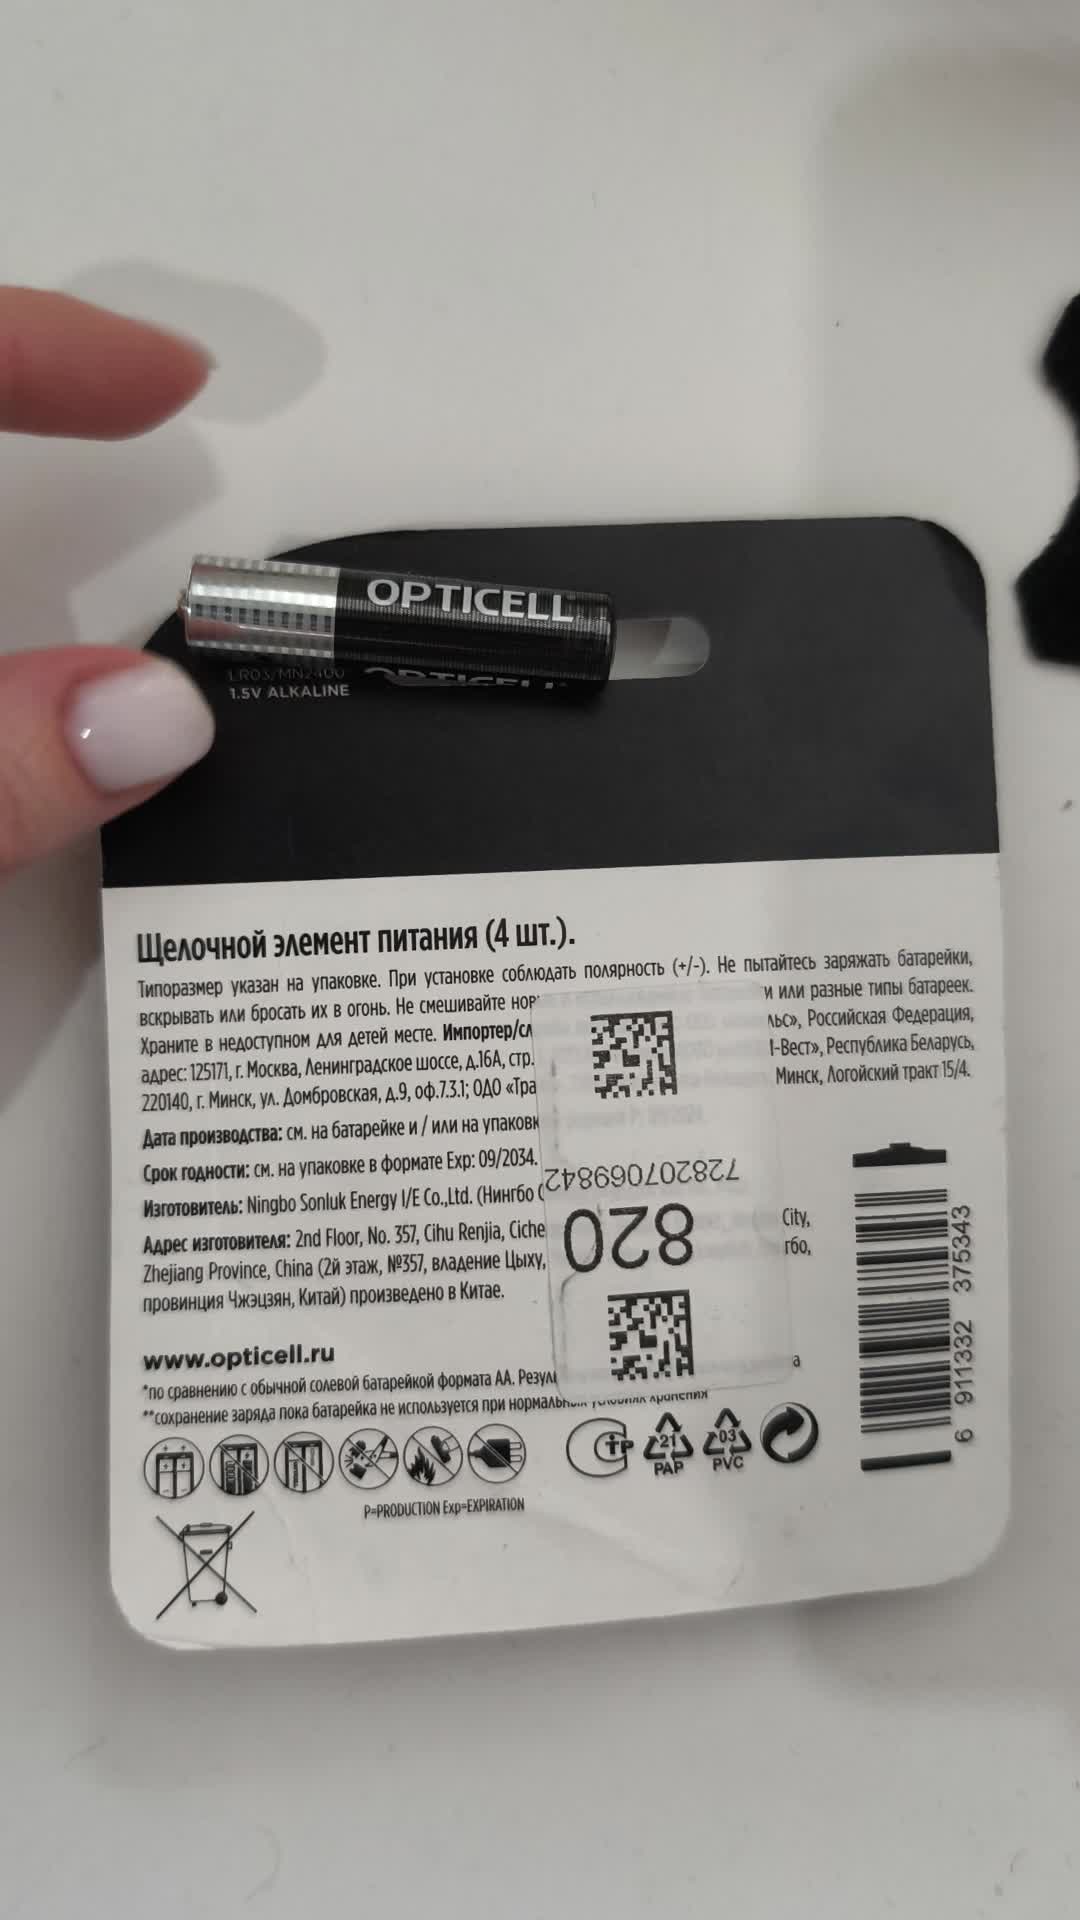 OPTICELL
LR03/MN2400
1.5V ALKALINE
OPTICELL
Щелочной элемент питания (4 шт.).
Типоразмер указан на упаковке. При установке соблюдать полярность (+/-). Не пытайтесь заряжать батарейки,
вскрывать или бросать их в огонь. Не смешивайте нов и или разные типы батареек.
Храните в недоступном для детей месте. Импортер/сл льс», Российская Федерация,
адрес: 125171, г. Москва, Ленинградское шоссе, д.16А, стр. -Вест», Республика Беларусь,
220140, г. Минск, ул. Домбровская, д.9, оф.7.3.1; ОДО «Тра Минск, Логойский тракт 15/4.
Дата производства: см. на батарейке и / или на упаковк
Срок годности: см. на упаковке в формате Exp: 09/2034.
Изготовитель: Ningbo Sonluk Energy I/E Co.,Ltd. (Нингбо City,
Адрес изготовителя: 2nd Floor, No. 357, Cihu Renjia, Ciche гбо,
Zhejiang Province, China (2й этаж, №357, владение Цыху,
провинция Чжэцзян, Китай) произведено в Китае.
728207069842
820
www.opticell.ru
*по сравнению с обычной солевой батарейкой формата АА. Резул а
**сохранение заряда пока батарейка не используется при нормальных условиях хранения
21
PAP
03
PVC
P=PRODUCTION Exp=EXPIRATION
6 911332 375343